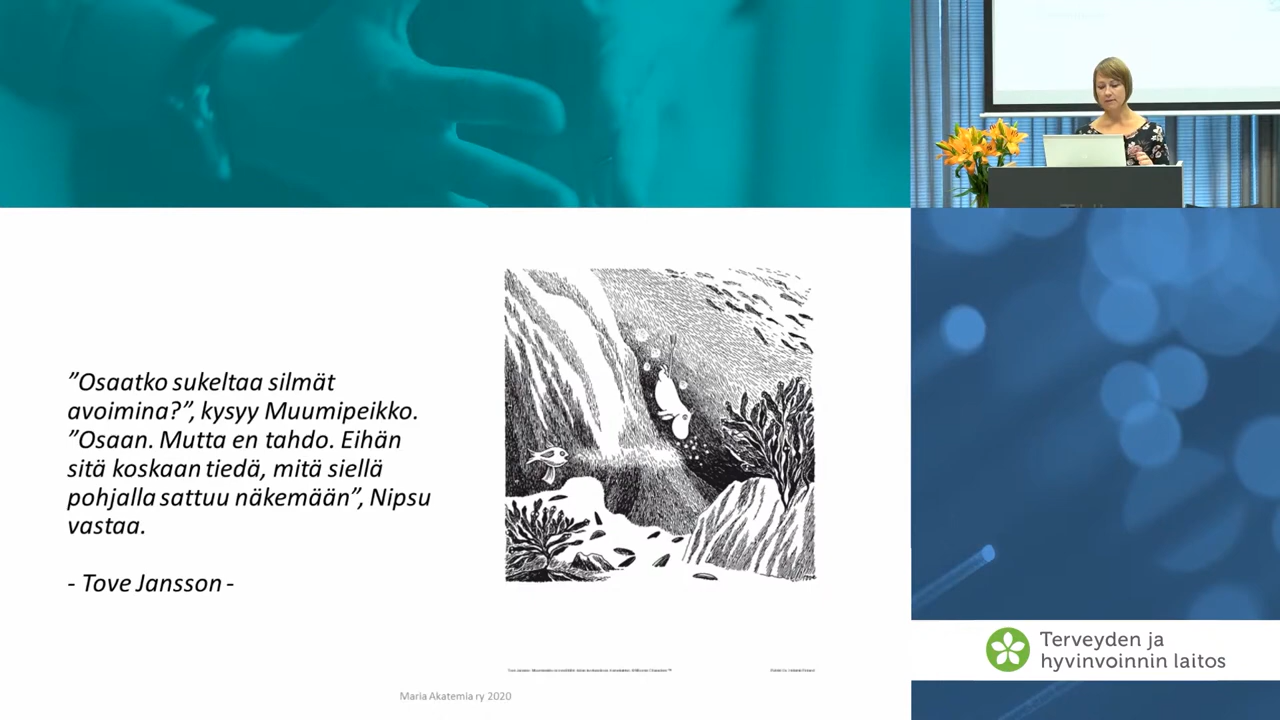 ”Osaatko sukeltaa silmät
avoimina?”, kysyy Muumipeikko.
”Osaan. Mutta en tahdo. Eihän
sitä koskaan tiedä, mitä siellä
pohjalla sattuu näkemään”, Nipsu
vastaa.
- Tove Jansson -
Maria Akatemia ry 2020
Terveyden ja
hyvinvoinnin laitos